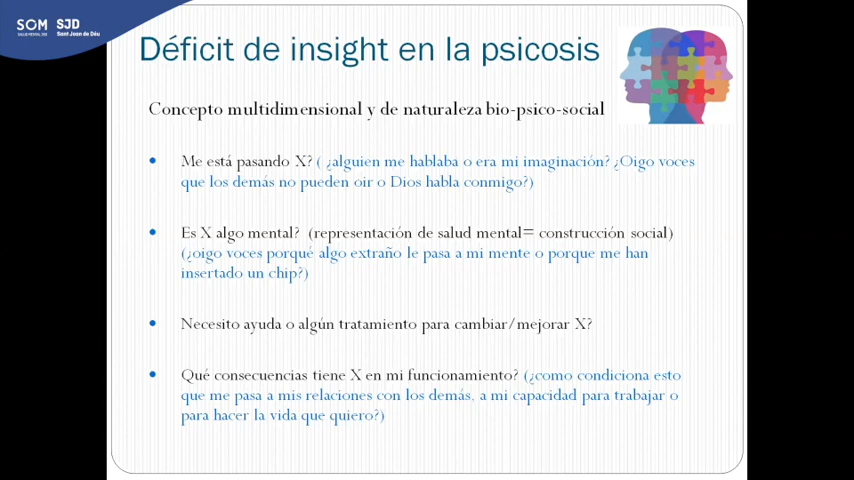 SOM
SALUD MENTAL 360
SJD
Sant Joan de Déu
Déficit de insight en la psicosis
Concepto multidimensional y de naturaleza bio-psico-social
• Me está pasando X? ( ¿alguien me hablaba o era mi imaginación? ¿Oigo voces
que los demás no pueden oir o Dios habla conmigo?)
• Es X algo mental? (representación de salud mental= construcción social)
(¿oigo voces porqué algo extraño le pasa a mi mente o porque me han
insertado un chip?)
• Necesito ayuda o algún tratamiento para cambiar/mejorar X?
• Qué consecuencias tiene X en mi funcionamiento? (¿como condiciona esto
que me pasa a mis relaciones con los demás, a mi capacidad para trabajar o
para hacer la vida que quiero?)